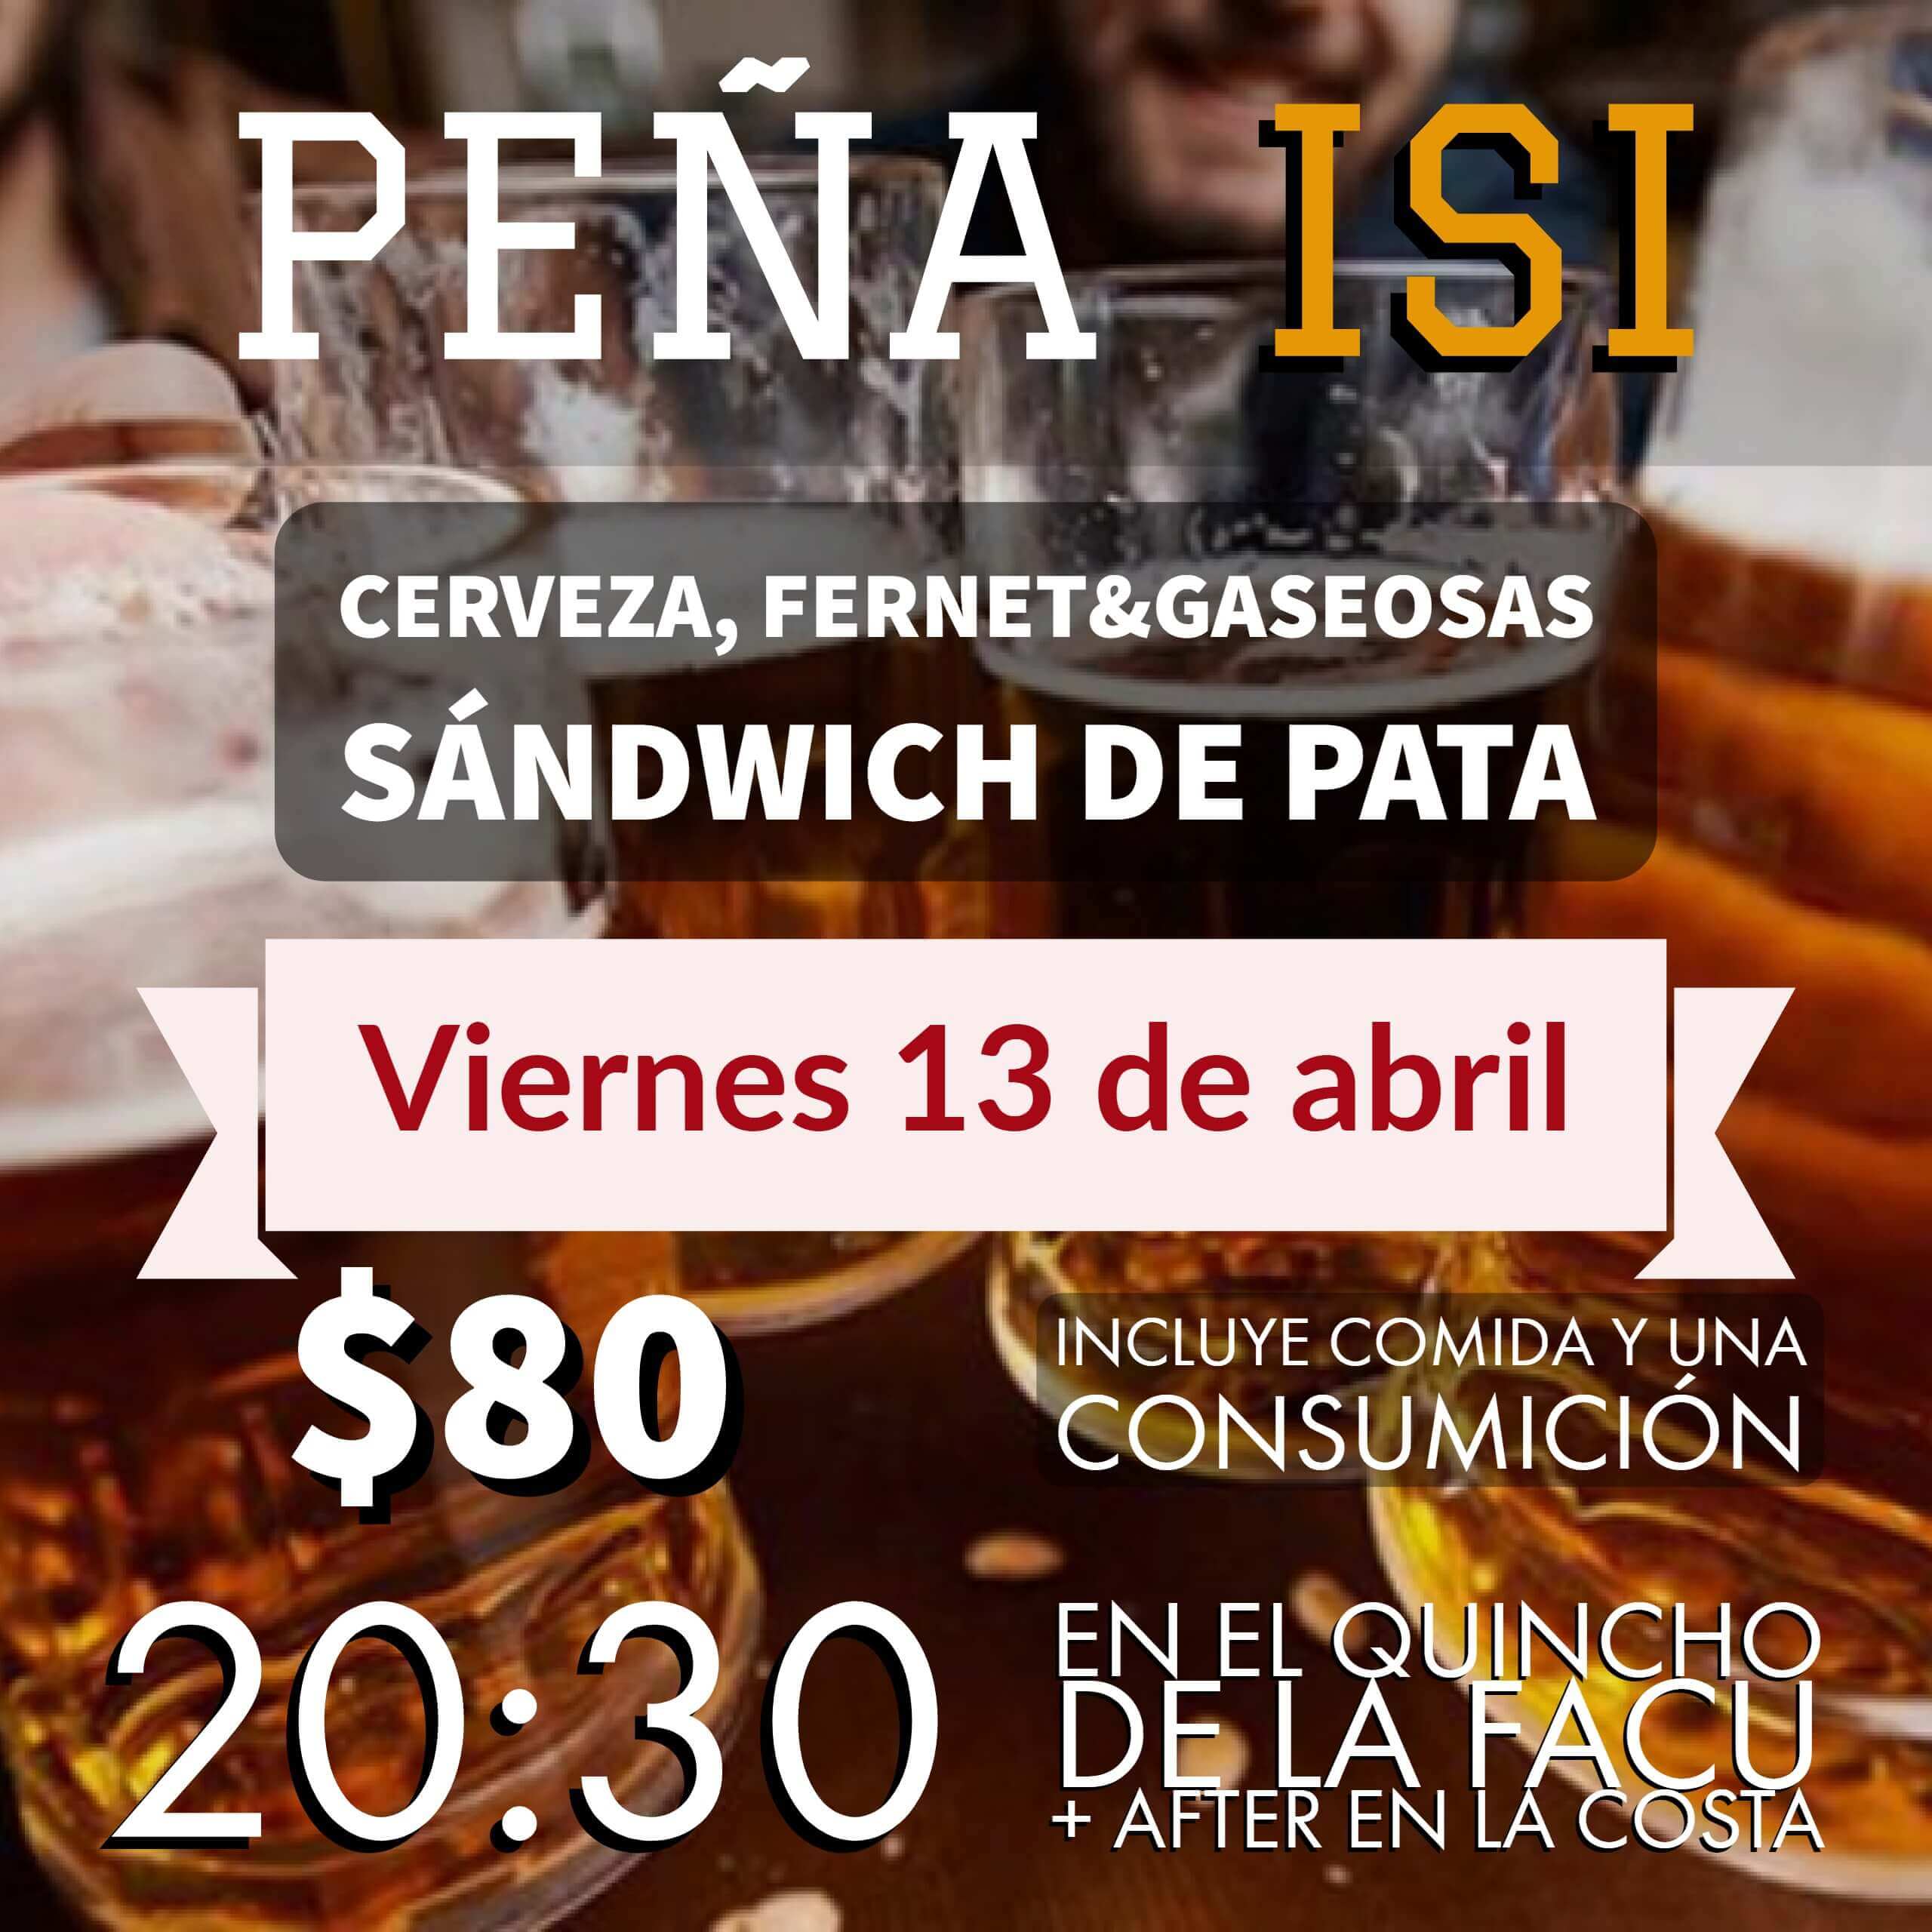 PEÑA ISI
CERVEZA, FERNET&GASEOSAS
SÁNDWICH DE PATA
Viernes 13 de abril
$80
INCLUYE COMIDA Y UNA
CONSUMICIÓN
20:30
EN EL QUINCHO
DE LA FACU
+ AFTER EN LA COSTA